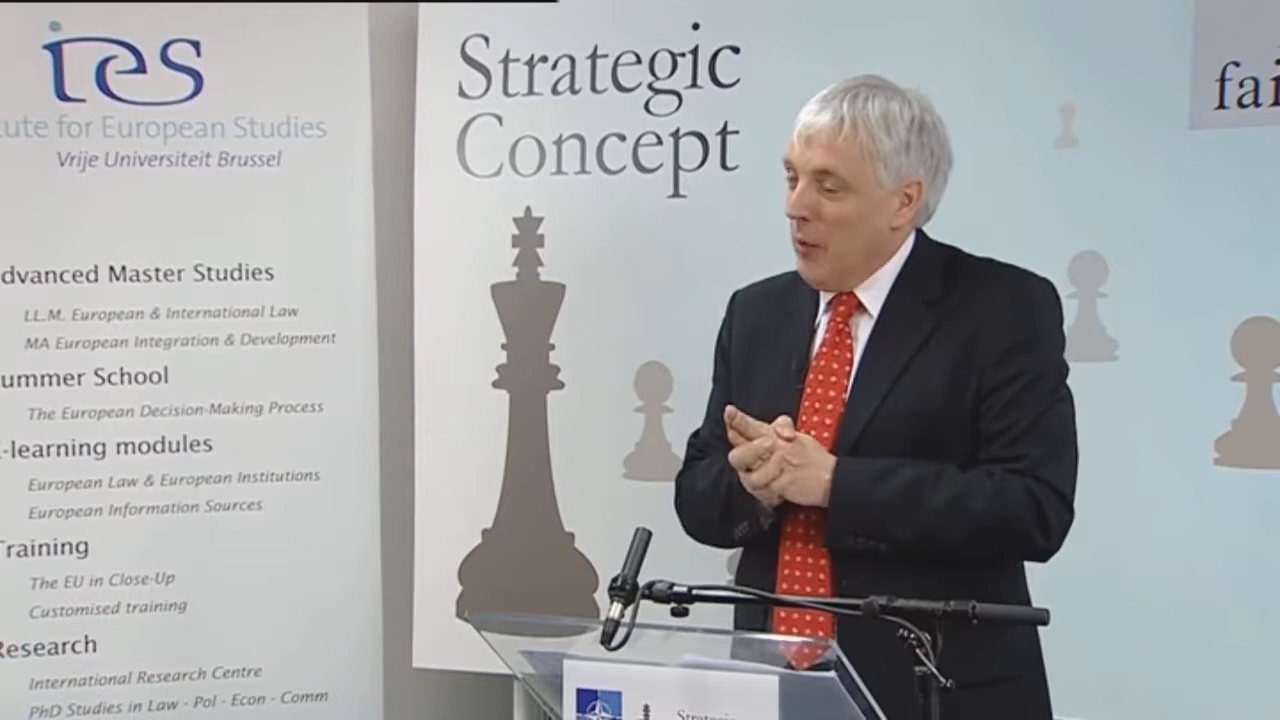 ies
tute for European Studies
Vrije Universiteit Brussel
dvanced Master Studies
LL.M. European & International Law
MA European Integration & Development
ummer School
The European Decision-Making Process
-learning modules
European Law & European Institutions
European Information Sources
Training
The EU in Close-Up
Customised training
Research
International Research Centre
PhD Studies in Law - Pol - Econ - Comm
Strategic
Concept
fai
Strategic